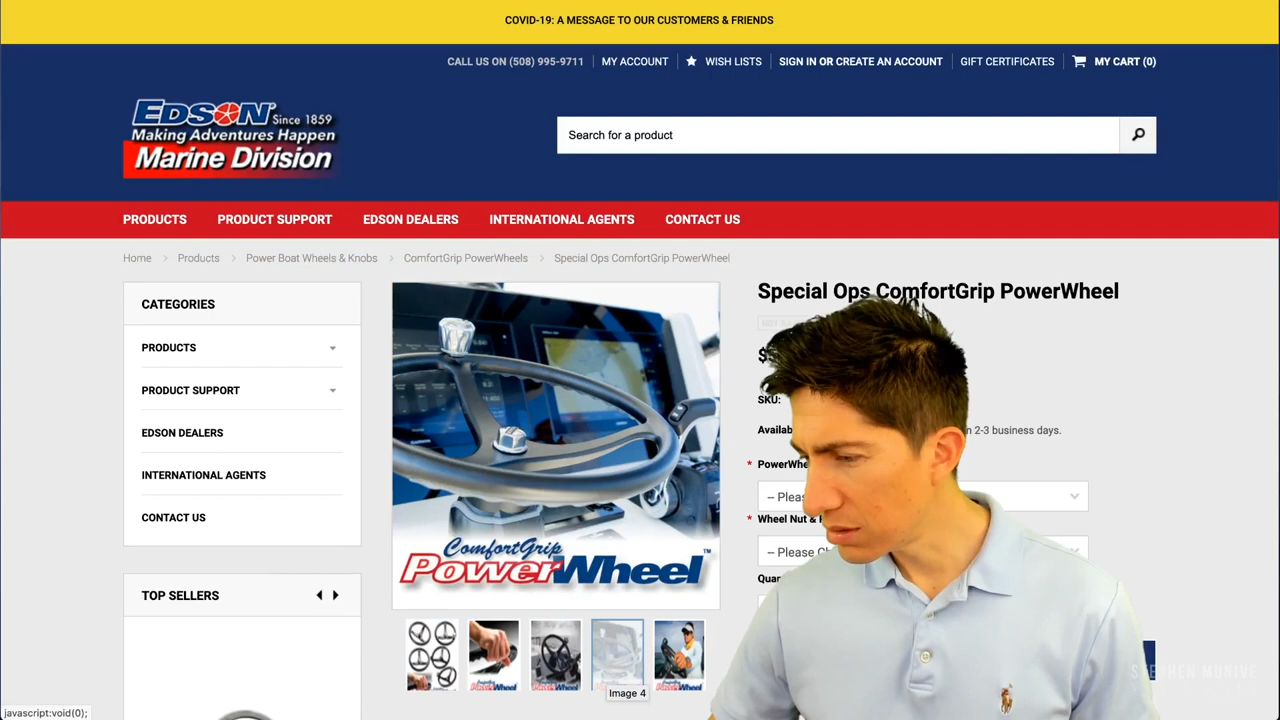 COVID-19: A MESSAGE TO OUR CUSTOMERS & FRIENDS
CALL US ON (508) 995-9711 MY ACCOUNT WISH LISTS SIGN IN OR CREATE AN ACCOUNT GIFT CERTIFICATES MY CART (0)
EDSON Since 1859
Making Adventures Happen
Marine Division
Search for a product
PRODUCTS PRODUCT SUPPORT EDSON DEALERS INTERNATIONAL AGENTS CONTACT US
Home > Products > Power Boat Wheels & Knobs > ComfortGrip PowerWheels > Special Ops ComfortGrip PowerWheel
CATEGORIES
PRODUCTS
PRODUCT SUPPORT
EDSON DEALERS
INTERNATIONAL AGENTS
CONTACT US
TOP SELLERS
ComfortGrip
PowerWheel™
Image 4
Special Ops ComfortGrip PowerWheel
$
SKU:
2-3 business days.
* 
* Wheel Nut &
-- 
-- Please
javascript:void(0);